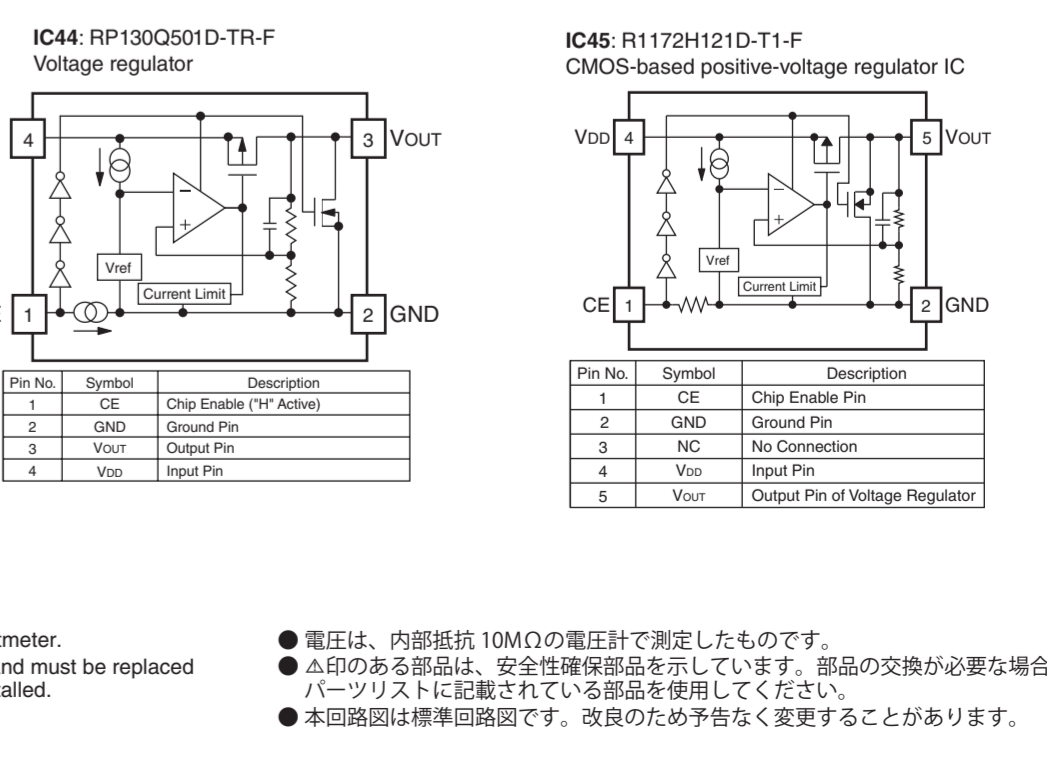 IC44: RP130Q501D-TR-F
Voltage regulator
4
3 VOUT
Vref
Current Limit
1
2 GND
Pin No. Symbol Description
1 CE Chip Enable ("H" Active)
2 GND Ground Pin
3 VOUT Output Pin
4 VDD Input Pin
IC45: R1172H121D-T1-F
CMOS-based positive-voltage regulator IC
VDD 4
5 VOUT
Vref
Current Limit
CE 1
2 GND
Pin No. Symbol Description
1 CE Chip Enable Pin
2 GND Ground Pin
3 NC No Connection
4 VDD Input Pin
5 VOUT Output Pin of Voltage Regulator
tmeter.
nd must be replaced
alled.
● 電圧は、内部抵抗 10MΩの電圧計で測定したものです。
● ⚠印のある部品は、安全性確保部品を示しています。部品の交換が必要な場合
パーツリストに記載されている部品を使用してください。
● 本回路図は標準回路図です。改良のため予告なく変更することがあります。